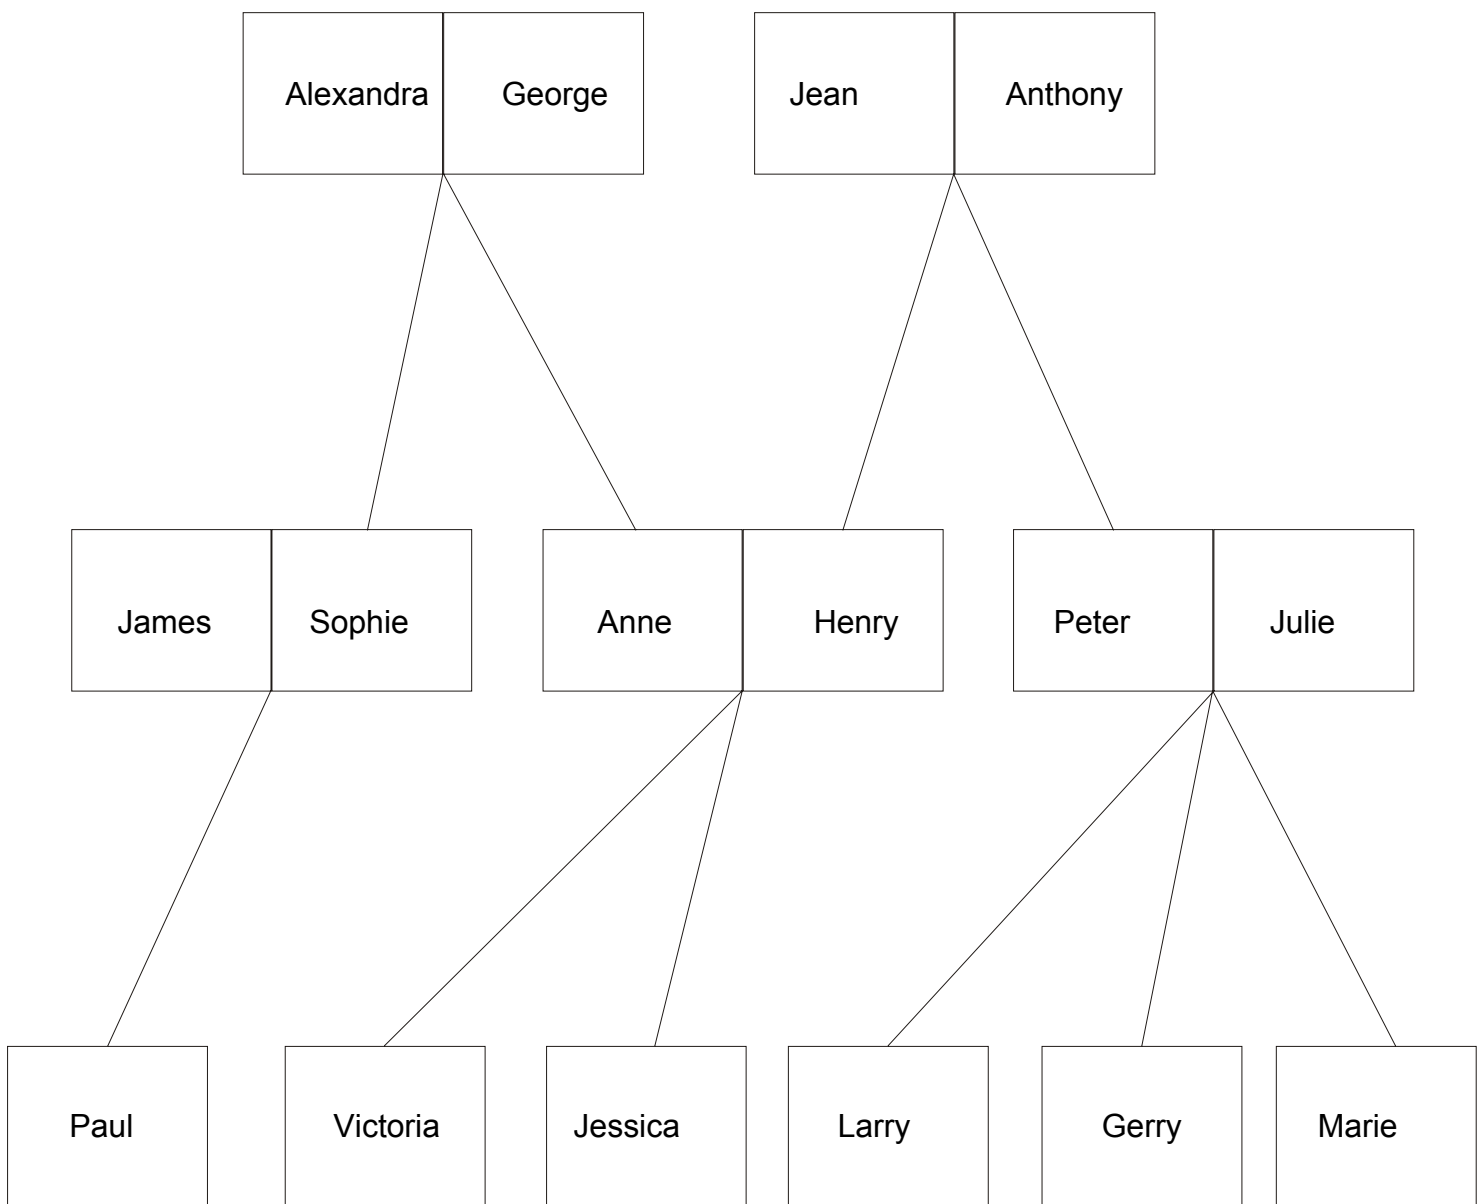 Alexandra George Jean Anthony
James Sophie Anne Henry Peter Julie
Paul Victoria Jessica Larry Gerry Marie